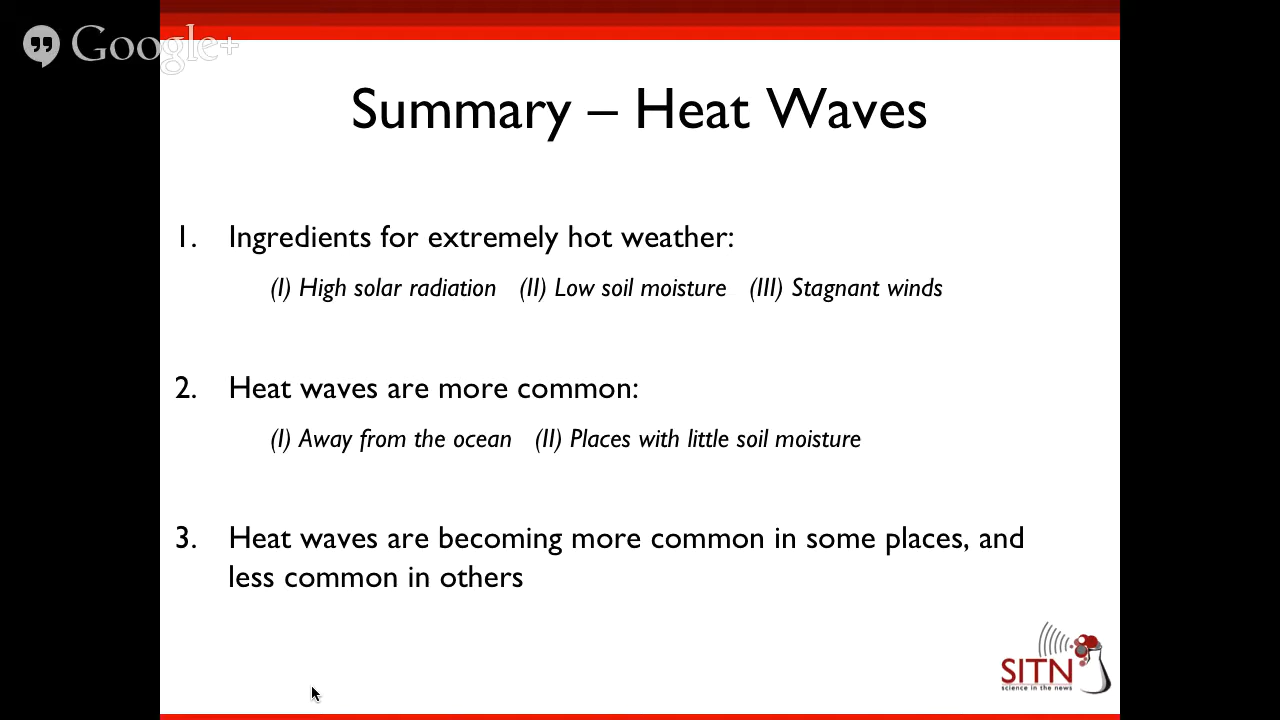 Google+
Summary – Heat Waves
1. Ingredients for extremely hot weather:
(I) High solar radiation (II) Low soil moisture (III) Stagnant winds
2. Heat waves are more common:
(I) Away from the ocean (II) Places with little soil moisture
3. Heat waves are becoming more common in some places, and
less common in others
SITN
science in the news